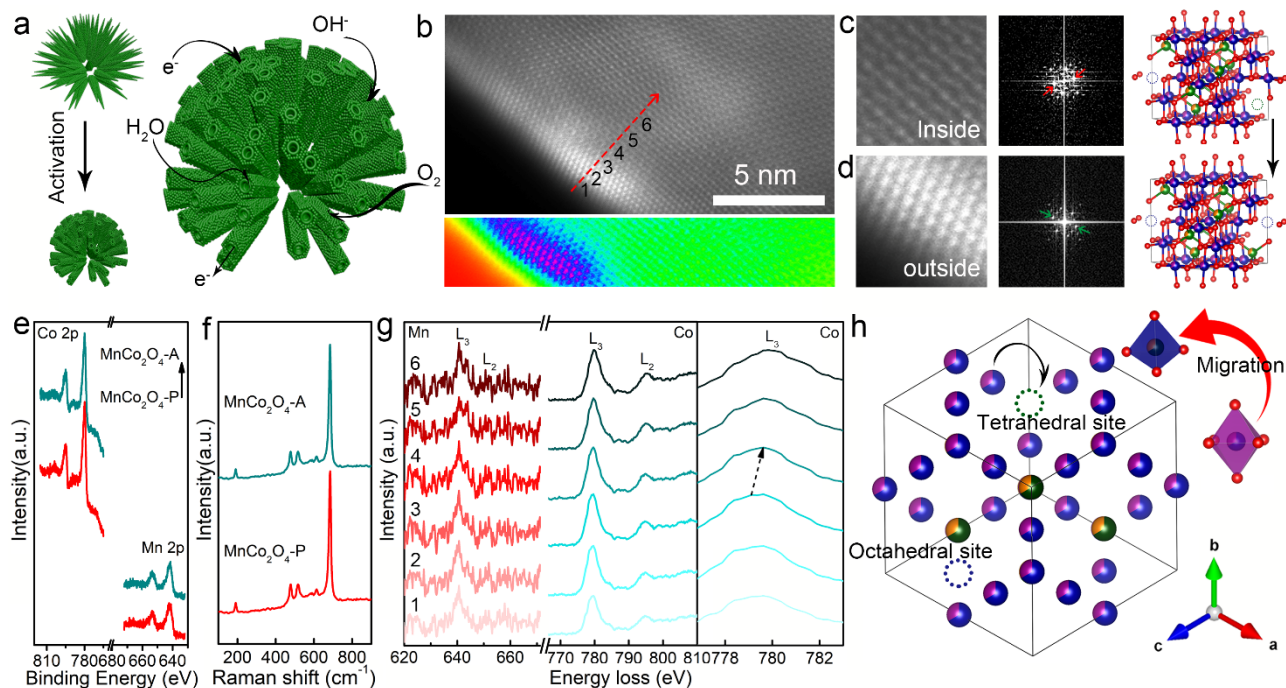 a
Activation
e-
OH-
H2O
O2
e-
b
1 2 3 4 5 6
5 nm
c
Inside
d
outside
e
Co 2p
MnCo2O4-A
MnCo2O4-P
Mn 2p
Intensity(a.u.)
810 780 680 660 640
Binding Energy (eV)
f
MnCo2O4-A
MnCo2O4-P
Intensity(a.u.)
200 400 600 800
Raman shift (cm-1)
g
Mn
L3
L2
Co
L3
L2
Co
L3
6
5
4
3
2
1
Intensity (a.u.)
620 640 660 770 780 790 800 810 778 780 782
Energy loss (eV)
h
Migration
Tetrahedral site
Octahedral site
b
c
a